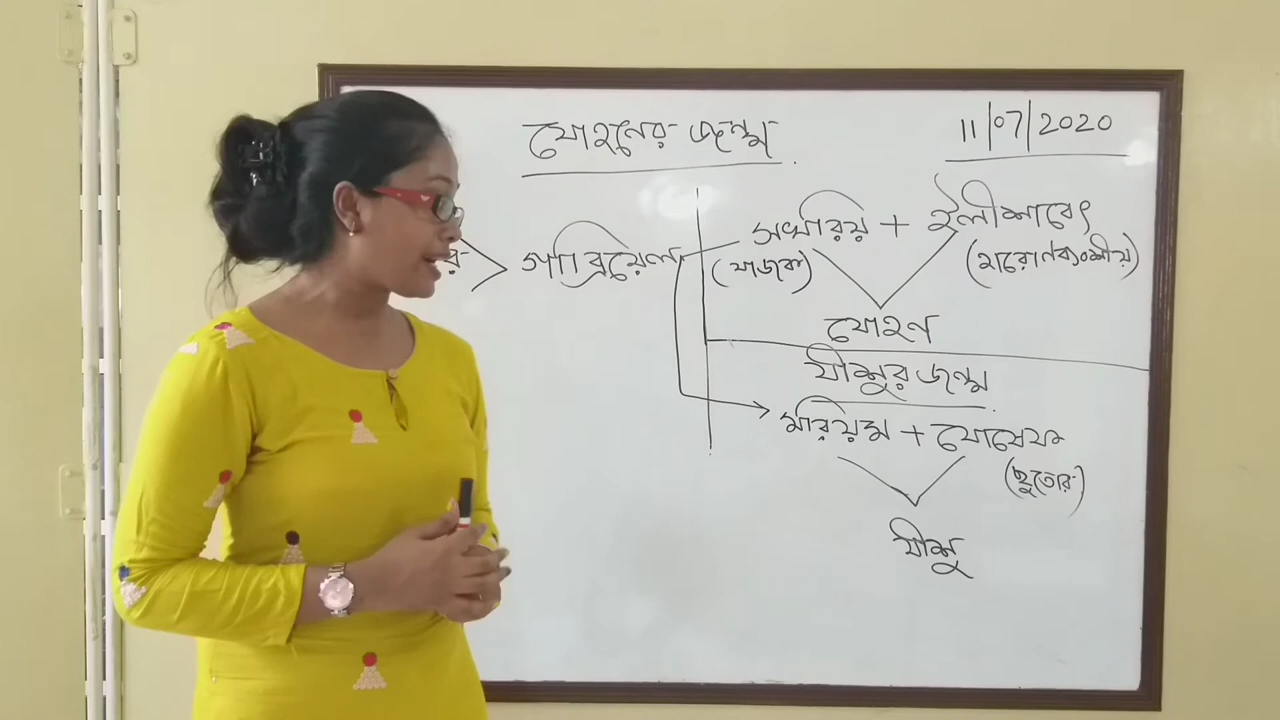 যোহনের জন্ম
11/07/2020
র গাব্রিয়েল
সখরিয় + ইলীশাবেৎ
(যাজক) (হারোণবংশীয়)
যোহন
যীশুর জন্ম
মরিয়ম + যোষেফ
(ছুতোর)
যীশু